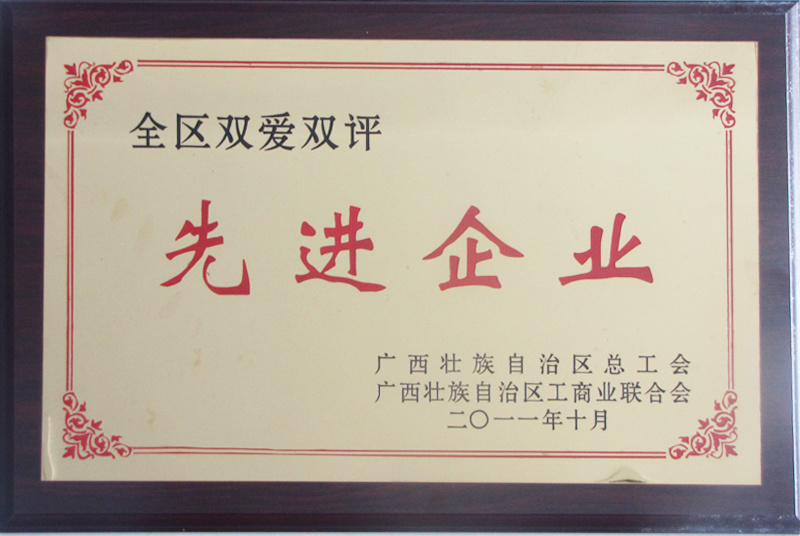 全区双爱双评
先进企业
广西壮族自治区总工会
广西壮族自治区工商业联合会
二〇一一年十月